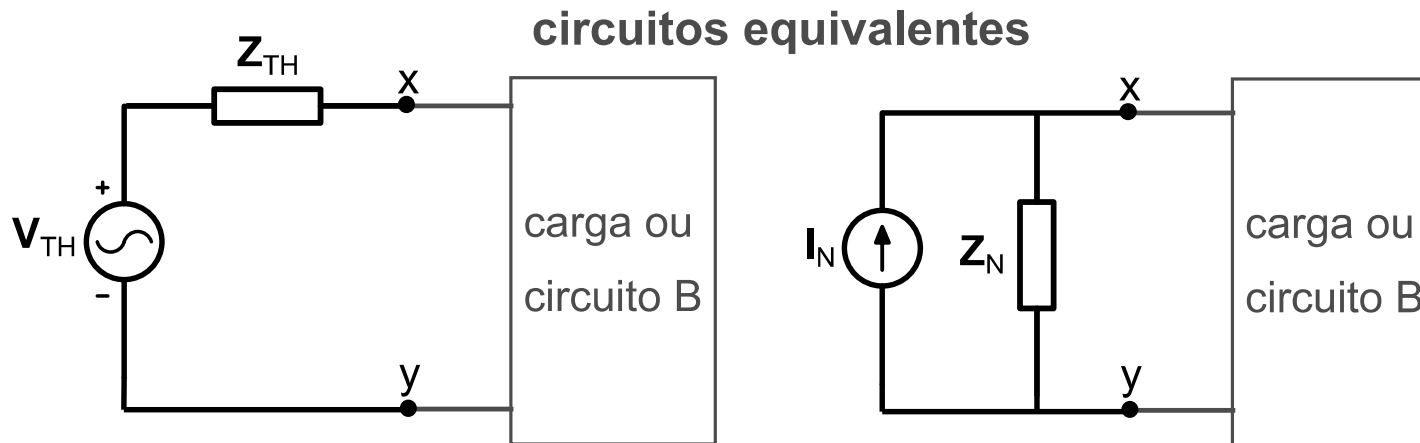 circuitos equivalentes
Z_TH
x
+
V_TH
–
carga ou
circuito B
y
x
I_N
Z_N
carga ou
circuito B
y